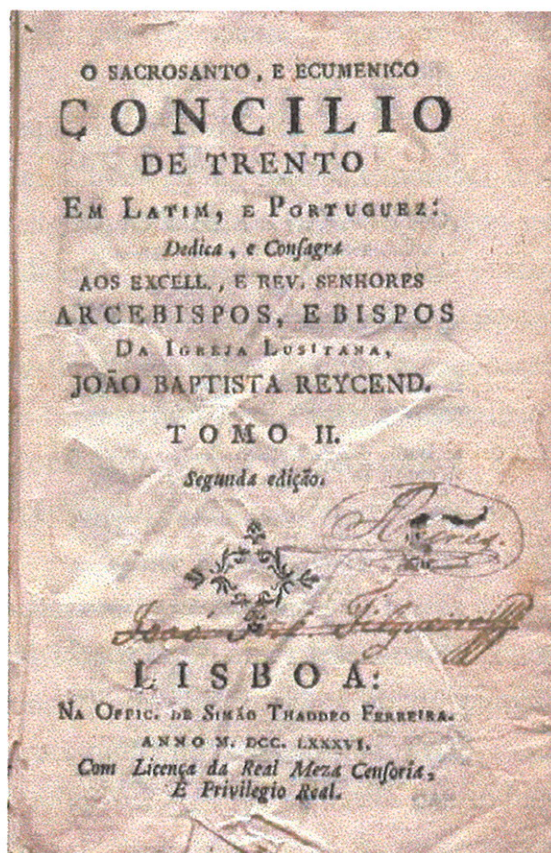 O SACROSANTO, E ECUMENICO
CONCILIO
DE TRENTO
EM LATIM, E PORTUGUEZ:
Dedica, e Consagra
AOS EXCELL., E REV. SENHORES
ARCEBISPOS, E BISPOS
DA IGREJA LUSITANA,
JOÃO BAPTISTA REYCEND.
TOMO II.
Segunda edição.
LISBOA:
NA OFFIC. DE SIMÃO THADDEO FERREIRA.
ANNO M. DCC. LXXXVI.
Com Licença da Real Meza Censoria,
E Privilegio Real.